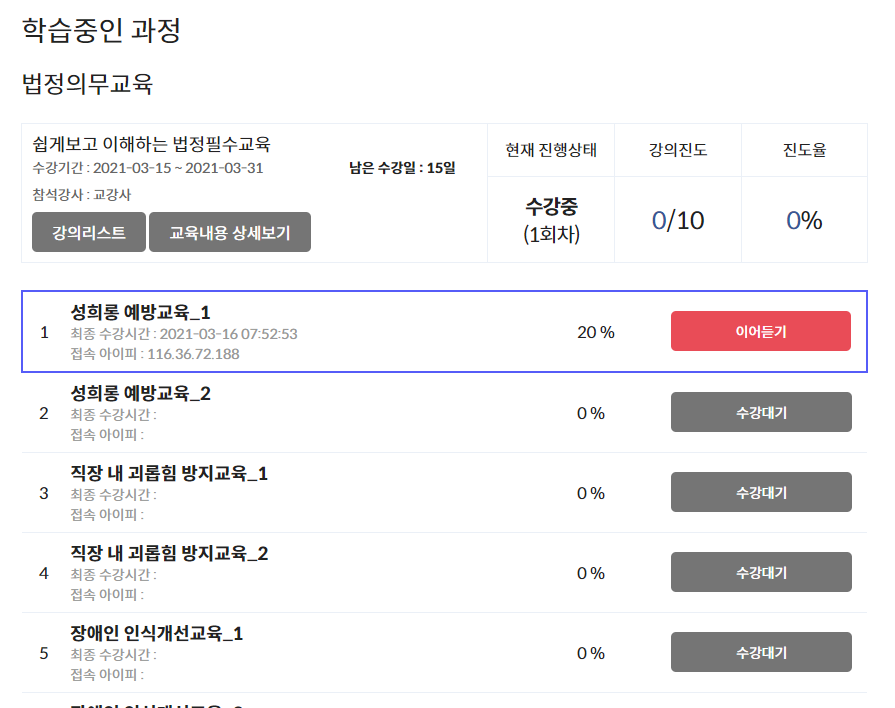 학습중인 과정
법정의무교육
쉽게보고 이해하는 법정필수교육
수강기간 : 2021-03-15 ~ 2021-03-31
남은 수강일 : 15일
참석강사 : 교강사
강의리스트
교육내용 상세보기
현재 진행상태
강의진도
진도율
수강중
(1회차)
0/10
0%
1
성희롱 예방교육_1
최종 수강시간 : 2021-03-16 07:52:53
접속 아이피 : 116.36.72.188
20 %
이어듣기
2
성희롱 예방교육_2
최종 수강시간 :
접속 아이피 :
0 %
수강대기
3
직장 내 괴롭힘 방지교육_1
최종 수강시간 :
접속 아이피 :
0 %
수강대기
4
직장 내 괴롭힘 방지교육_2
최종 수강시간 :
접속 아이피 :
0 %
수강대기
5
장애인 인식개선교육_1
최종 수강시간 :
접속 아이피 :
0 %
수강대기